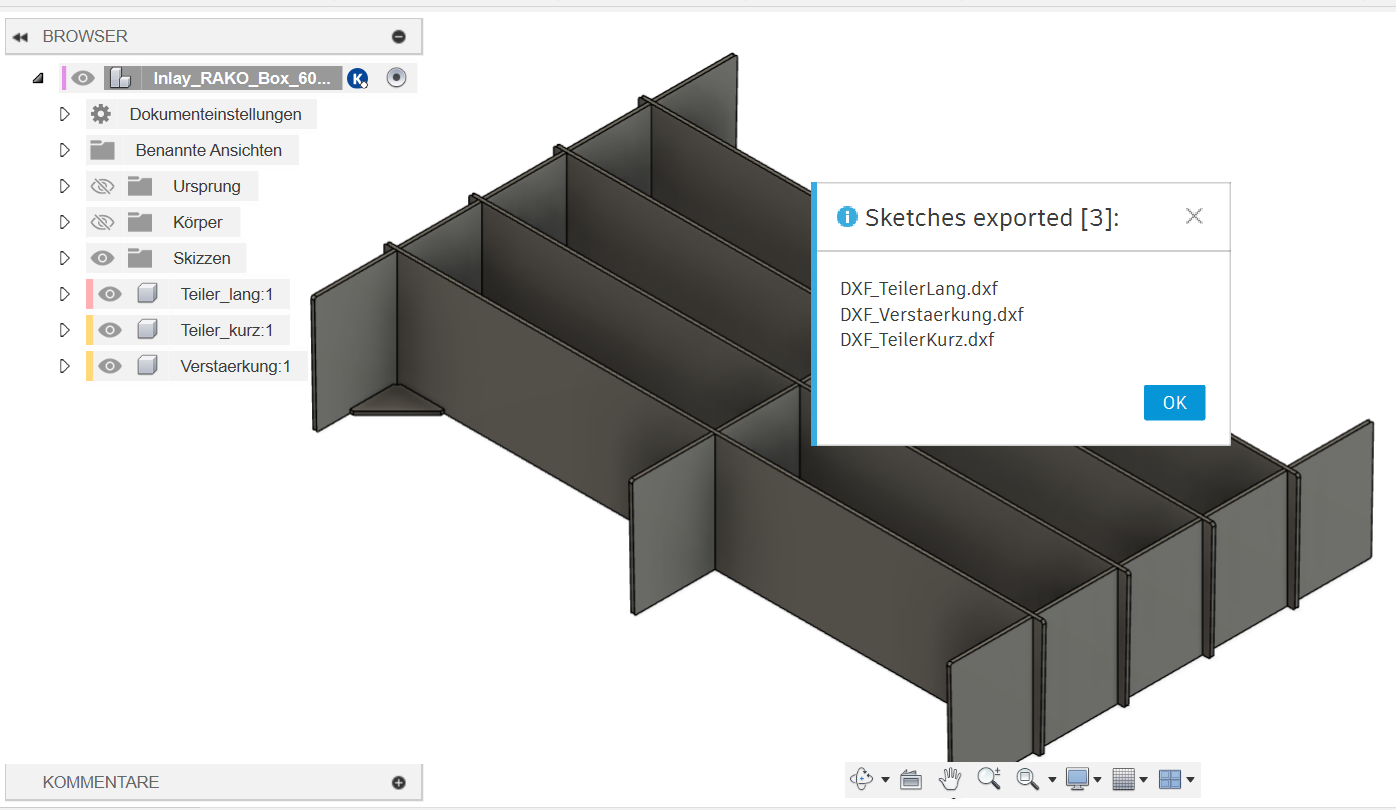 BROWSER
Inlay_RAKO_Box_60...
K
Dokumenteinstellungen
Benannte Ansichten
Ursprung
Körper
Skizzen
Teiler_lang:1
Teiler_kurz:1
Verstaerkung:1
Sketches exported [3]:
DXF_TeilerLang.dxf
DXF_Verstaerkung.dxf
DXF_TeilerKurz.dxf
OK
KOMMENTARE